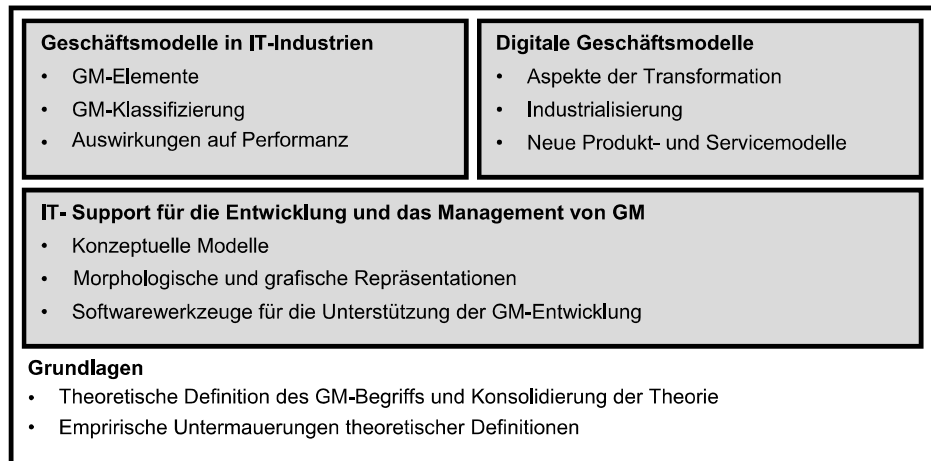 Geschäftsmodelle in IT-Industrien
• GM-Elemente
• GM-Klassifizierung
• Auswirkungen auf Performanz
Digitale Geschäftsmodelle
• Aspekte der Transformation
• Industrialisierung
• Neue Produkt- und Servicemodelle
IT- Support für die Entwicklung und das Management von GM
• Konzeptuelle Modelle
• Morphologische und grafische Repräsentationen
• Softwarewerkzeuge für die Unterstützung der GM-Entwicklung
Grundlagen
• Theoretische Definition des GM-Begriffs und Konsolidierung der Theorie
• Emprirische Untermauerungen theoretischer Definitionen